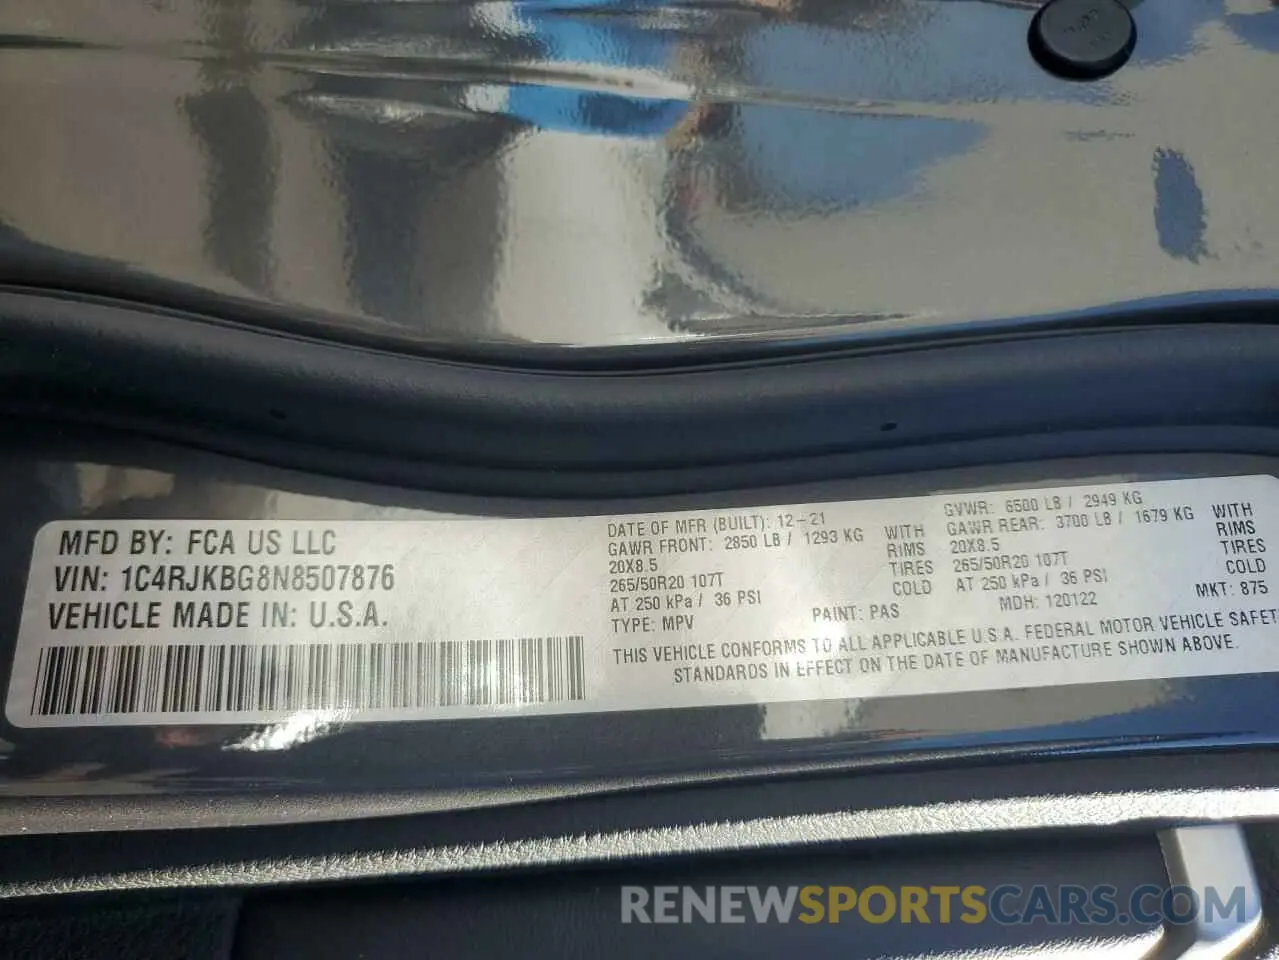 MFD BY: FCA US LLC
VIN: 1C4RJKBG8N8507876
VEHICLE MADE IN: U.S.A.
DATE OF MFR (BUILT): 12-21
GAWR FRONT: 2850 LB / 1293 KG WITH
20X8.5 RIMS
265/50R20 107T TIRES
AT 250 kPa / 36 PSI COLD
TYPE: MPV PAINT: PAS
GVWR: 6500 LB / 2949 KG
GAWR REAR: 3700 LB / 1679 KG WITH
20X8.5 RIMS
265/50R20 107T TIRES
AT 250 kPa / 36 PSI COLD
MDH: 120122 MKT: 875
THIS VEHICLE CONFORMS TO ALL APPLICABLE U.S.A. FEDERAL MOTOR VEHICLE SAFET
STANDARDS IN EFFECT ON THE DATE OF MANUFACTURE SHOWN ABOVE.
RENEWSPORTSCARS.COM